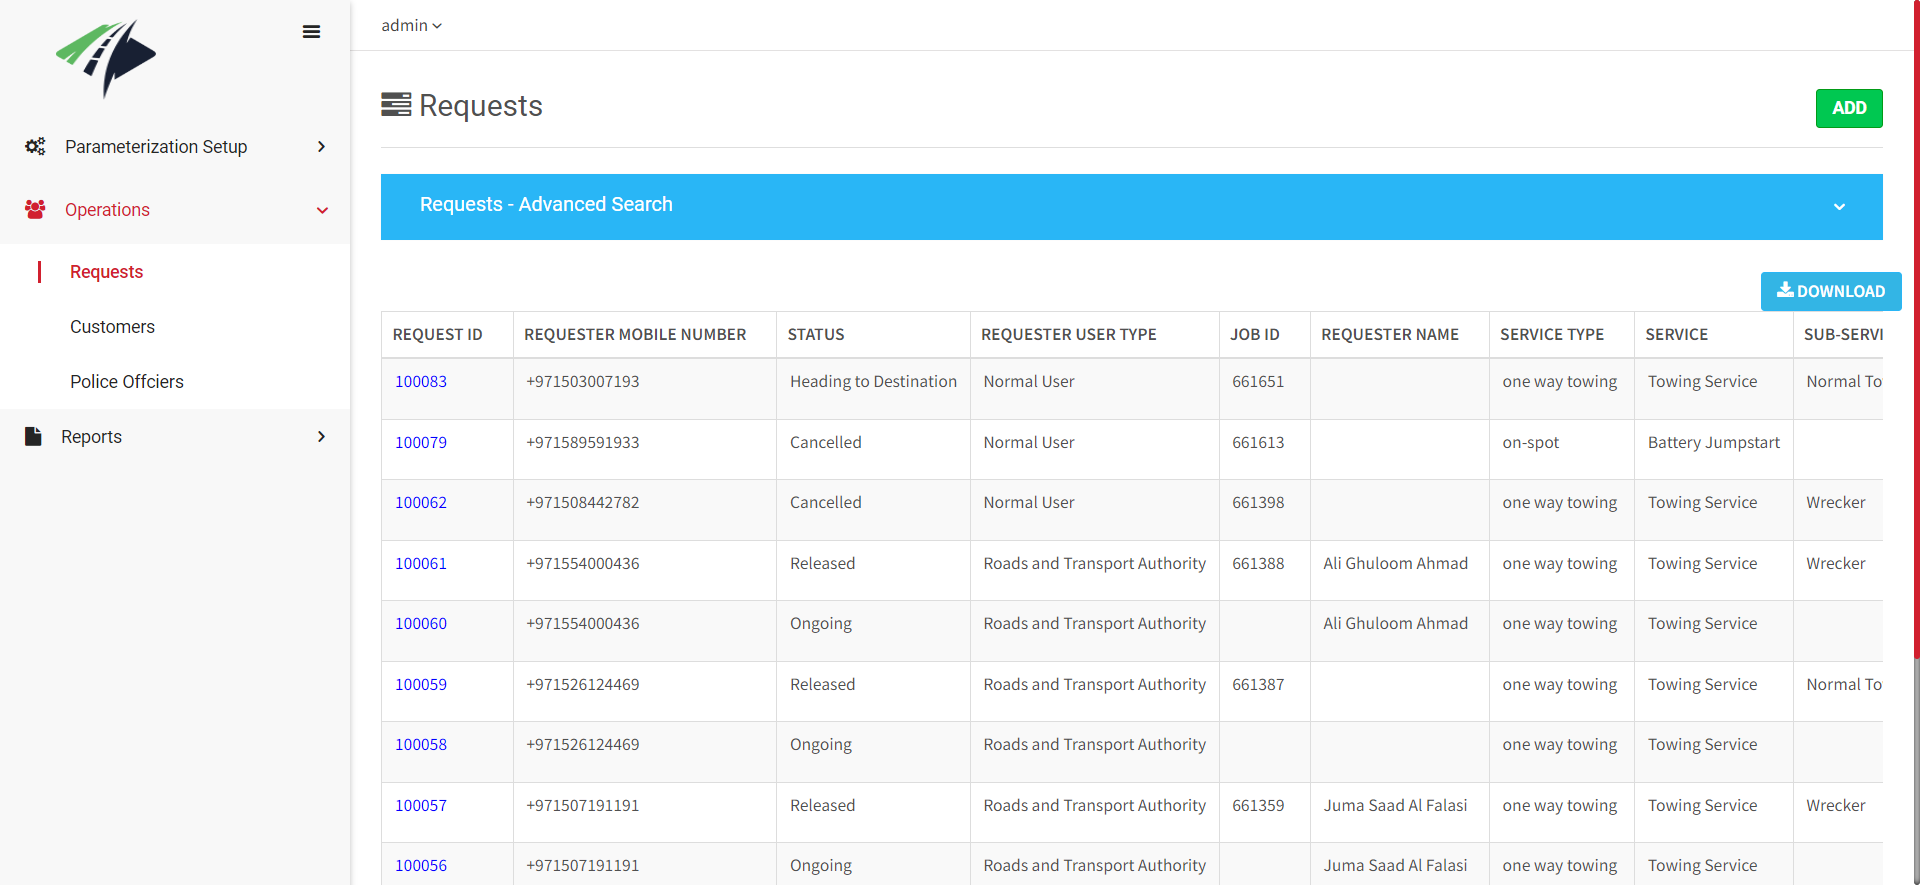 admin
Parameterization Setup
Operations
Requests
Customers
Police Offciers
Reports
Requests
ADD
Requests - Advanced Search
DOWNLOAD
REQUEST ID REQUESTER MOBILE NUMBER STATUS REQUESTER USER TYPE JOB ID REQUESTER NAME SERVICE TYPE SERVICE SUB-SERVI
100083 +971503007193 Heading to Destination Normal User 661651 one way towing Towing Service Normal To
100079 +971589591933 Cancelled Normal User 661613 on-spot Battery Jumpstart
100062 +971508442782 Cancelled Normal User 661398 one way towing Towing Service Wrecker
100061 +971554000436 Released Roads and Transport Authority 661388 Ali Ghuloom Ahmad one way towing Towing Service Wrecker
100060 +971554000436 Ongoing Roads and Transport Authority Ali Ghuloom Ahmad one way towing Towing Service
100059 +971526124469 Released Roads and Transport Authority 661387 one way towing Towing Service Normal To
100058 +971526124469 Ongoing Roads and Transport Authority one way towing Towing Service
100057 +971507191191 Released Roads and Transport Authority 661359 Juma Saad Al Falasi one way towing Towing Service Wrecker
100056 +971507191191 Ongoing Roads and Transport Authority Juma Saad Al Falasi one way towing Towing Service